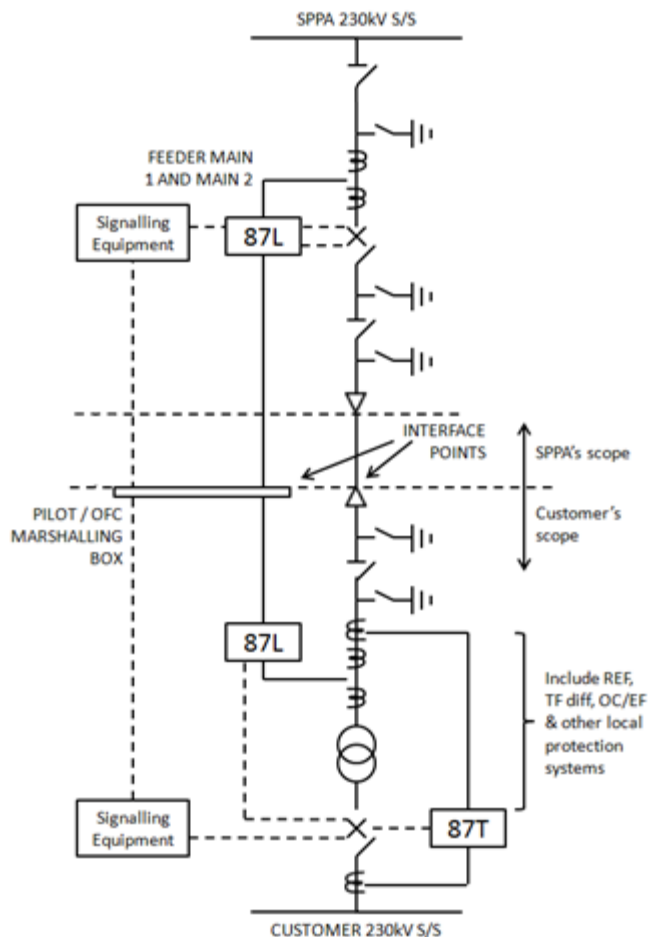 SPPA 230kV S/S
FEEDER MAIN
1 AND MAIN 2
Signalling
Equipment
87L
INTERFACE
POINTS
SPPA's scope
PILOT / OFC
MARSHALLING
BOX
Customer's
scope
87L
Include REF,
TF diff, OC/EF
& other local
protection
systems
Signalling
Equipment
87T
CUSTOMER 230kV S/S